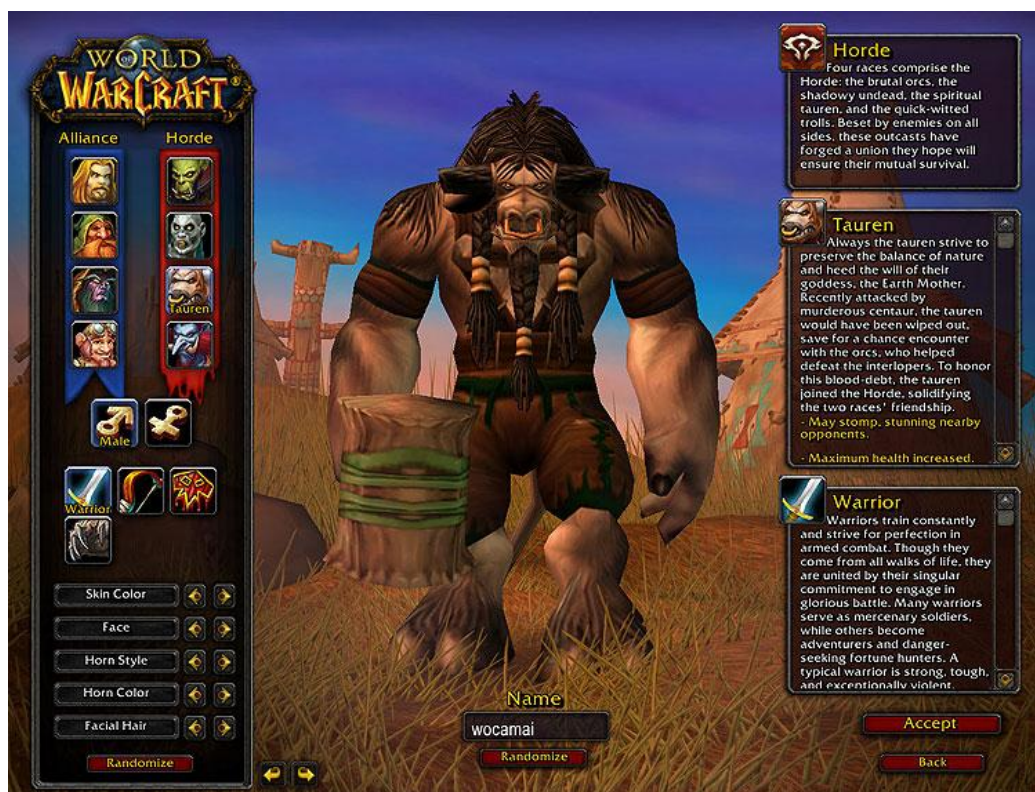 WORLD
OF
WARCRAFT®
Alliance
Horde
Tauren
Male
Warrior
Skin Color
Face
Horn Style
Horn Color
Facial Hair
Randomize
Name
wocamai
Randomize
Horde
Four races comprise the
Horde: the brutal orcs, the
shadowy undead, the spiritual
tauren, and the quick-witted
trolls. Beset by enemies on all
sides, these outcasts have
forged a union they hope will
ensure their mutual survival.
Tauren
Always the tauren strive to
preserve the balance of nature
and heed the will of their
goddess, the Earth Mother.
Recently attacked by
murderous centaur, the tauren
would have been wiped out,
save for a chance encounter
with the orcs, who helped
defeat the interlopers. To honor
this blood-debt, the tauren
joined the Horde, solidifying
the two races' friendship.
- May stomp, stunning nearby
opponents.
- Maximum health increased.
Warrior
Warriors train constantly
and strive for perfection in
armed combat. Though they
come from all walks of life, they
are united by their singular
commitment to engage in
glorious battle. Many warriors
serve as mercenary soldiers,
while others become
adventurers and danger-
seeking fortune hunters. A
typical warrior is strong, tough,
and exceptionally violent.
Accept
Back